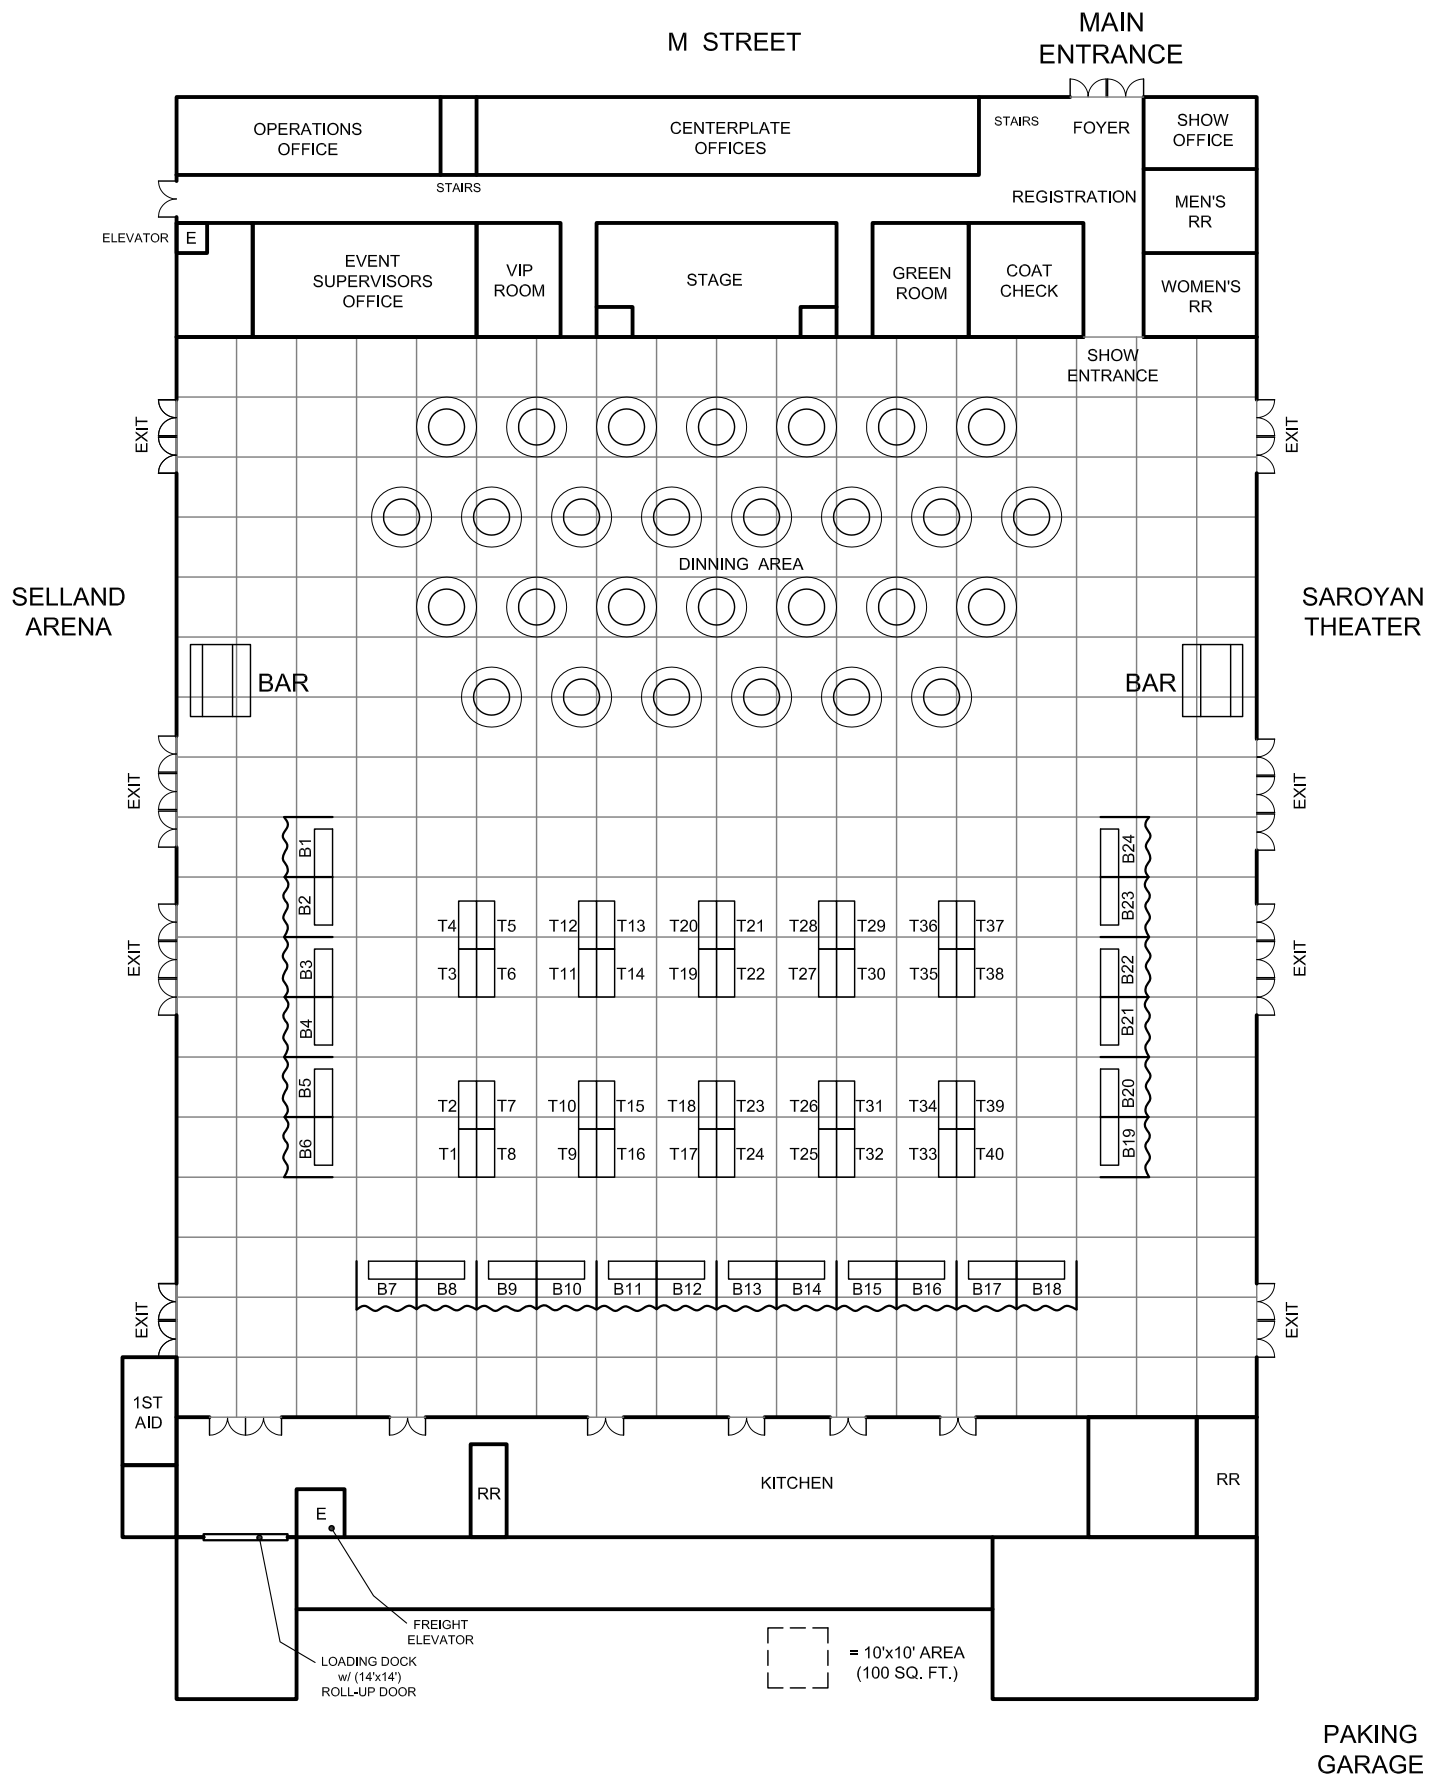 M STREET
MAIN
ENTRANCE
OPERATIONS
OFFICE
CENTERPLATE
OFFICES
STAIRS
FOYER
SHOW
OFFICE
STAIRS
REGISTRATION
MEN'S
RR
ELEVATOR
E
EVENT
SUPERVISORS
OFFICE
VIP
ROOM
STAGE
GREEN
ROOM
COAT
CHECK
WOMEN'S
RR
SHOW
ENTRANCE
EXIT
EXIT
DINNING AREA
SELLAND
ARENA
SAROYAN
THEATER
BAR
BAR
EXIT
EXIT
B1
B24
B2
B23
T4 T5 T12 T13 T20 T21 T28 T29 T36 T37
EXIT
EXIT
B3
B22
T3 T6 T11 T14 T19 T22 T27 T30 T35 T38
B4
B21
B5
B20
T2 T7 T10 T15 T18 T23 T26 T31 T34 T39
B6
B19
T1 T8 T9 T16 T17 T24 T25 T32 T33 T40
B7 B8 B9 B10 B11 B12 B13 B14 B15 B16 B17 B18
EXIT
EXIT
1ST
AID
KITCHEN
RR
RR
E
FREIGHT
ELEVATOR
LOADING DOCK
w/ (14'x14')
ROLL-UP DOOR
= 10'x10' AREA
(100 SQ. FT.)
PAKING
GARAGE